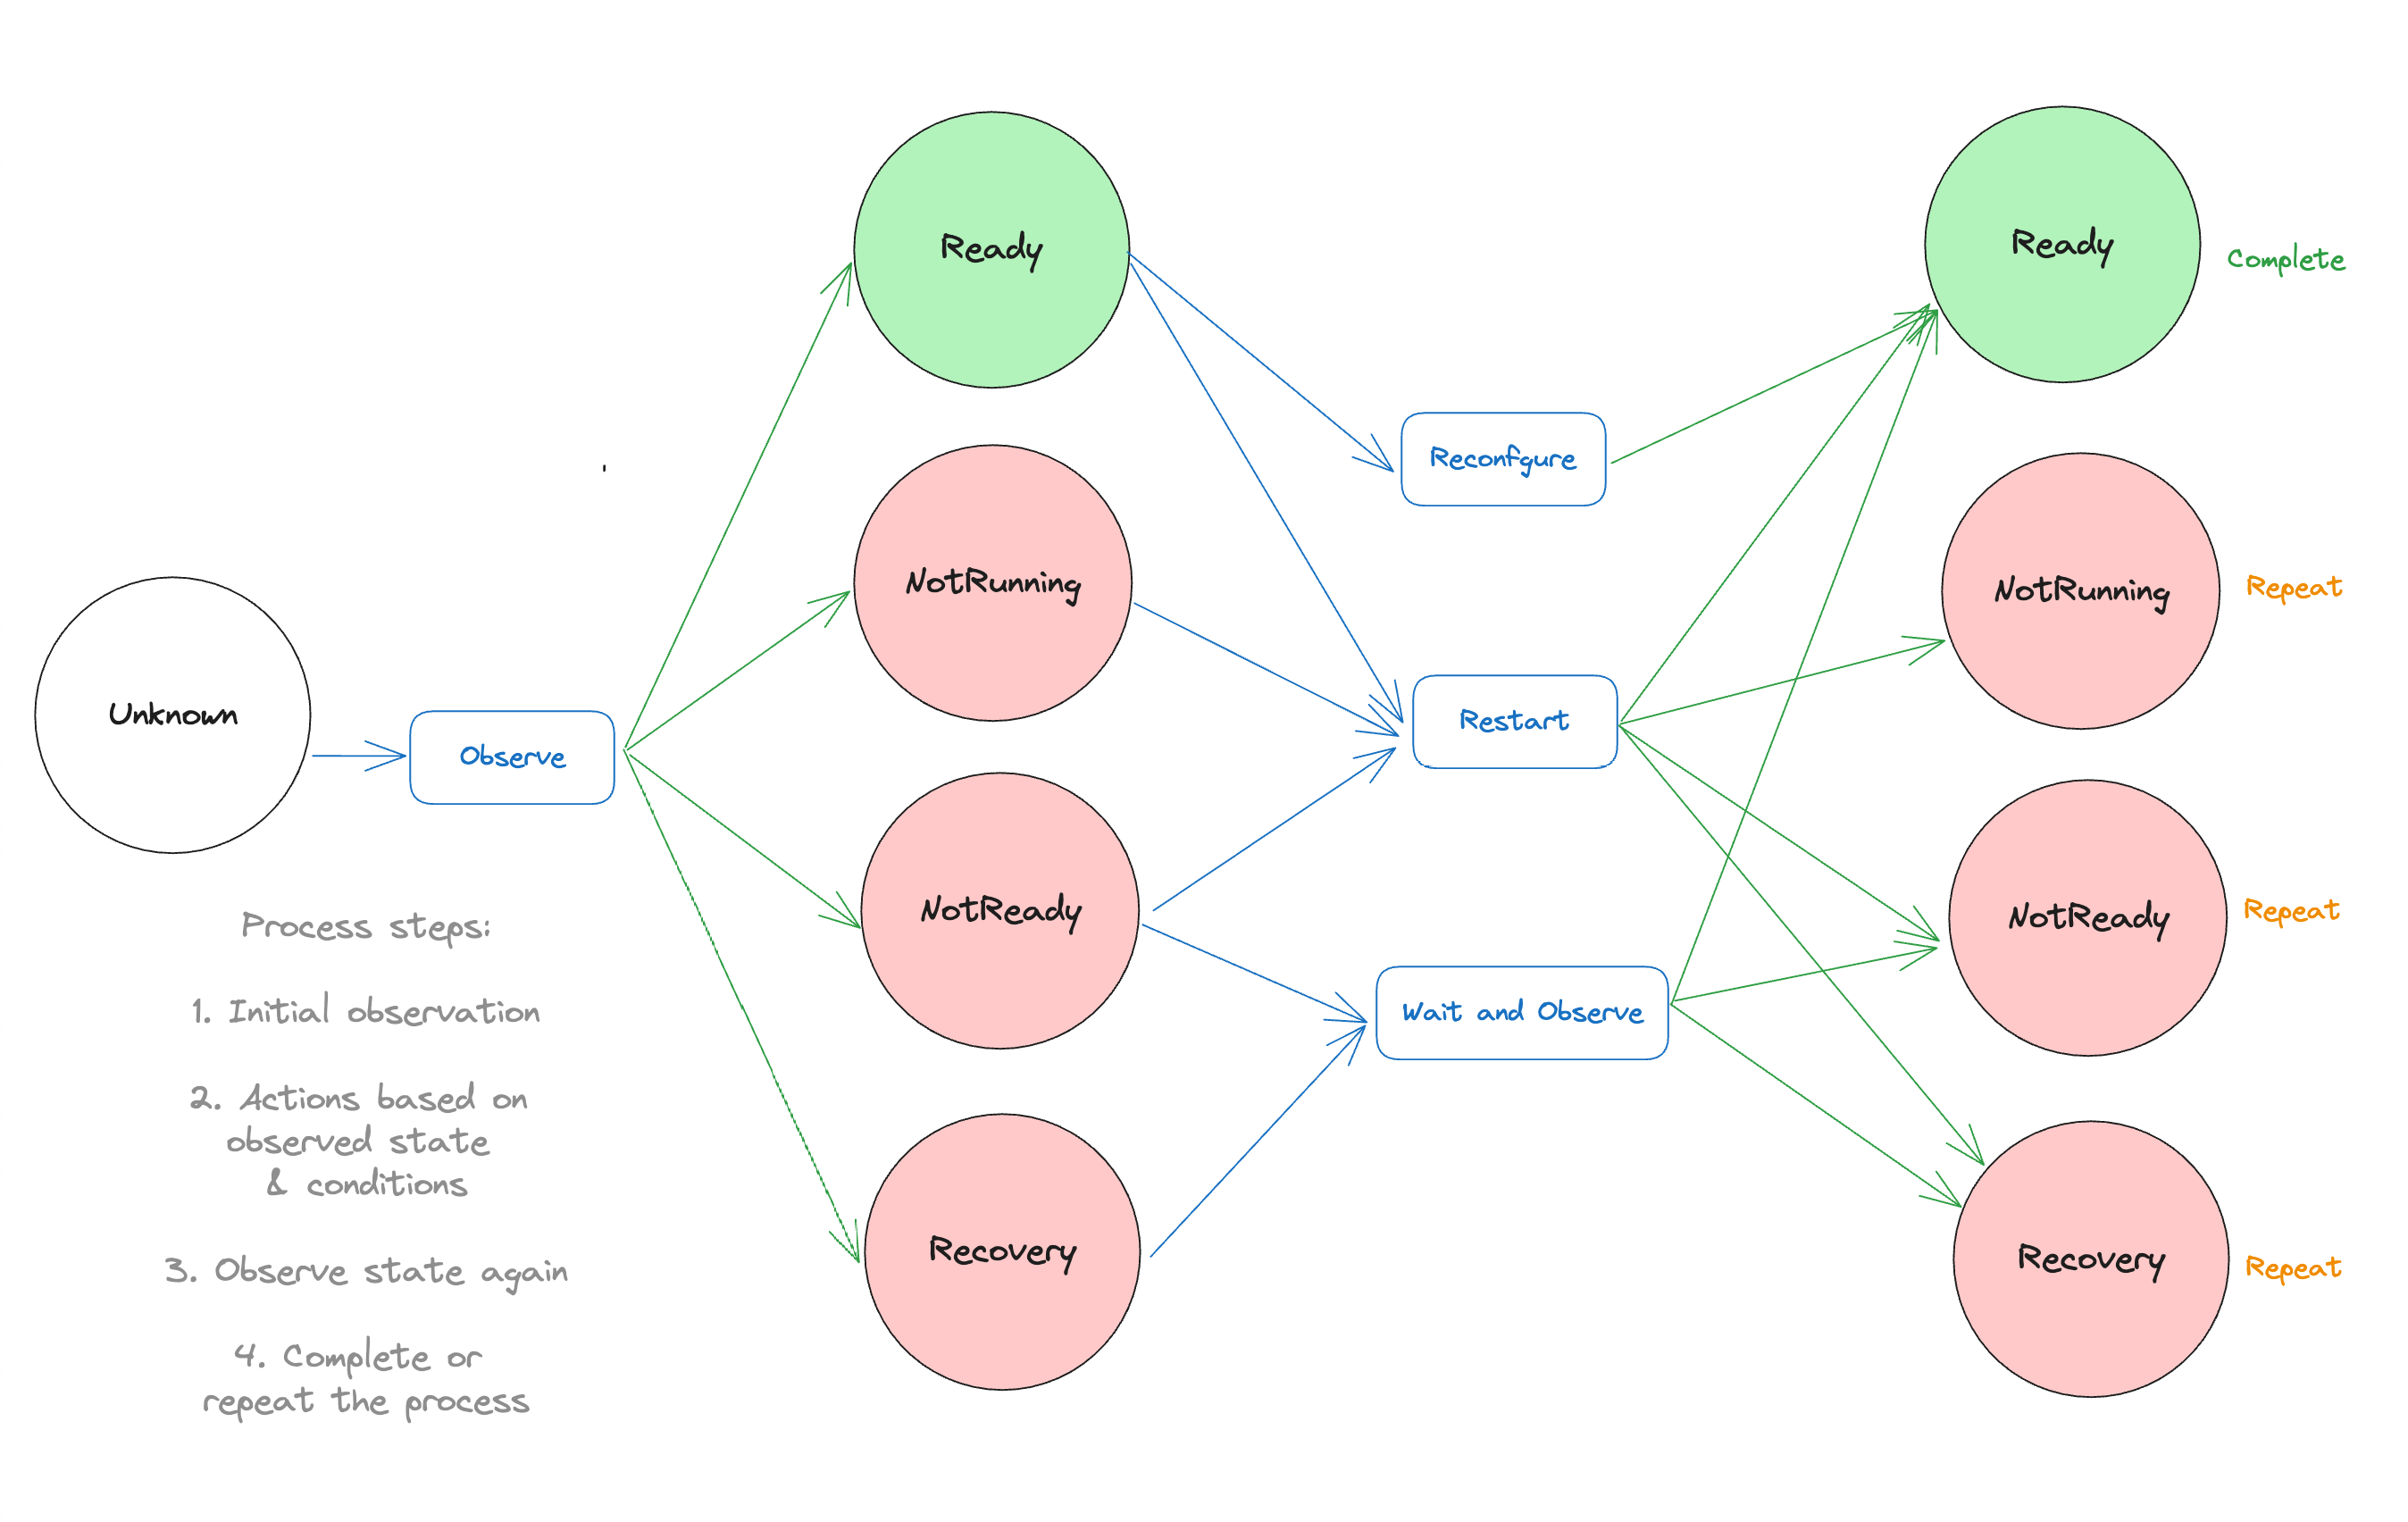 Ready
Ready
Complete
Reconfgure
NotRunning
NotRunning
Repeat
Unknown
Observe
Restart
NotReady
NotReady
Repeat
Wait and Observe
Recovery
Recovery
Repeat
Process steps:
1. Initial observation
2. Actions based on
observed state
& conditions
3. Observe state again
4. Complete or
repeat the process